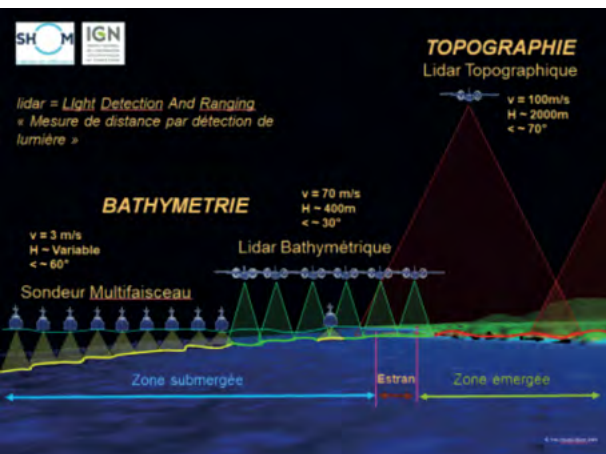 SHOM
IGN
TOPOGRAPHIE
Lidar Topographique
v = 100m/s
H ~ 2000m
< ~ 70°
lidar = LIght Detection And Ranging
« Mesure de distance par détection de
lumière »
BATHYMETRIE
v = 70 m/s
H ~ 400m
< ~ 30°
v = 3 m/s
H ~ Variable
< ~ 60°
Lidar Bathymétrique
Sondeur Multifaisceau
Zone submergée
Estran
Zone émergée